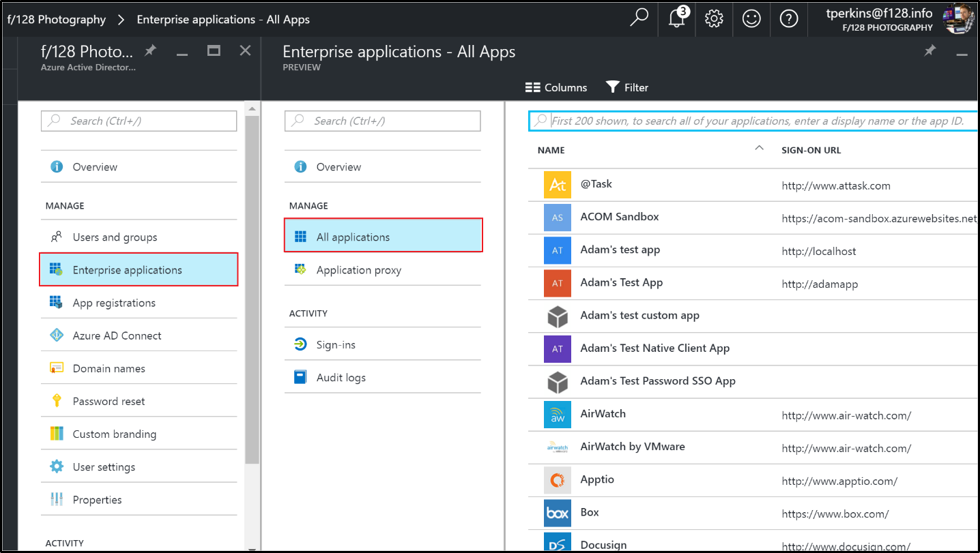 f/128 Photography > Enterprise applications - All Apps
3
tperkins@f128.info
F/128 PHOTOGRAPHY
f/128 Photo...
Azure Active Director...
Enterprise applications - All Apps
PREVIEW
Columns Filter
Search (Ctrl+/)
Overview
MANAGE
Users and groups
Enterprise applications
App registrations
Azure AD Connect
Domain names
Password reset
Custom branding
User settings
Properties
ACTIVITY
Search (Ctrl+/)
Overview
MANAGE
All applications
Application proxy
ACTIVITY
Sign-ins
Audit logs
First 200 shown, to search all of your applications, enter a display name or the app ID.
NAME SIGN-ON URL
At @Task http://www.attask.com
AS ACOM Sandbox https://acom-sandbox.azurewebsites.net
AT Adam's test app http://localhost
AT Adam's Test App http://adamapp
Adam's test custom app
AT Adam's Test Native Client App
Adam's Test Password SSO App
aw AirWatch http://www.air-watch.com/
airwatch AirWatch by VMware http://www.air-watch.com/
Apptio http://www.apptio.com/
box Box https://www.box.com/
DS Docusign http://www.docusign.com/